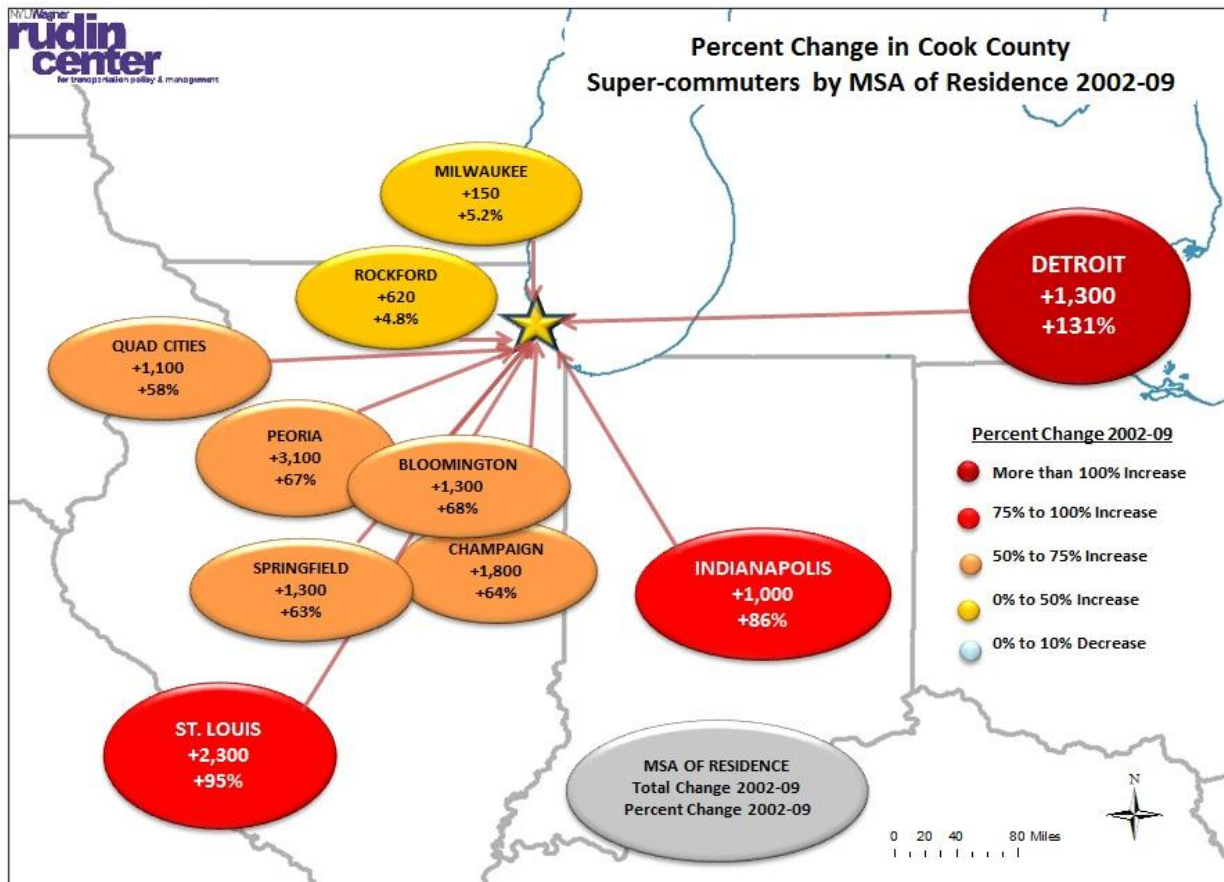 NYU Wagner
rudin
center
for transportation policy & management
Percent Change in Cook County
Super-commuters by MSA of Residence 2002-09
MILWAUKEE
+150
+5.2%
ROCKFORD
+620
+4.8%
DETROIT
+1,300
+131%
QUAD CITIES
+1,100
+58%
PEORIA
+3,100
+67%
BLOOMINGTON
+1,300
+68%
SPRINGFIELD
+1,300
+63%
CHAMPAIGN
+1,800
+64%
INDIANAPOLIS
+1,000
+86%
ST. LOUIS
+2,300
+95%
Percent Change 2002-09
More than 100% Increase
75% to 100% Increase
50% to 75% Increase
0% to 50% Increase
0% to 10% Decrease
MSA OF RESIDENCE
Total Change 2002-09
Percent Change 2002-09
N
0 20 40 80 Miles